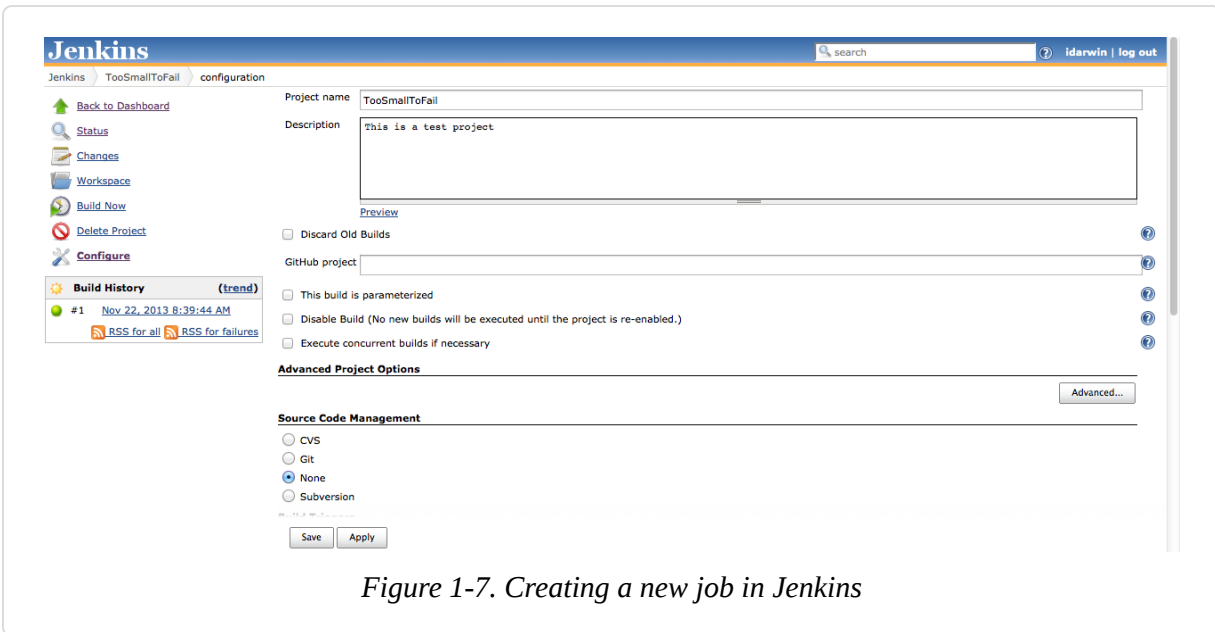 Jenkins
search
idarwin | log out
Jenkins TooSmallToFail configuration
Back to Dashboard
Status
Changes
Workspace
Build Now
Delete Project
Configure
Build History (trend)
#1 Nov 22, 2013 8:39:44 AM
RSS for all RSS for failures
Project name TooSmallToFail
Description This is a test project
Preview
Discard Old Builds
GitHub project
This build is parameterized
Disable Build (No new builds will be executed until the project is re-enabled.)
Execute concurrent builds if necessary
Advanced Project Options
Advanced...
Source Code Management
CVS
Git
None
Subversion
Build Triggers
Save Apply
Figure 1-7. Creating a new job in Jenkins